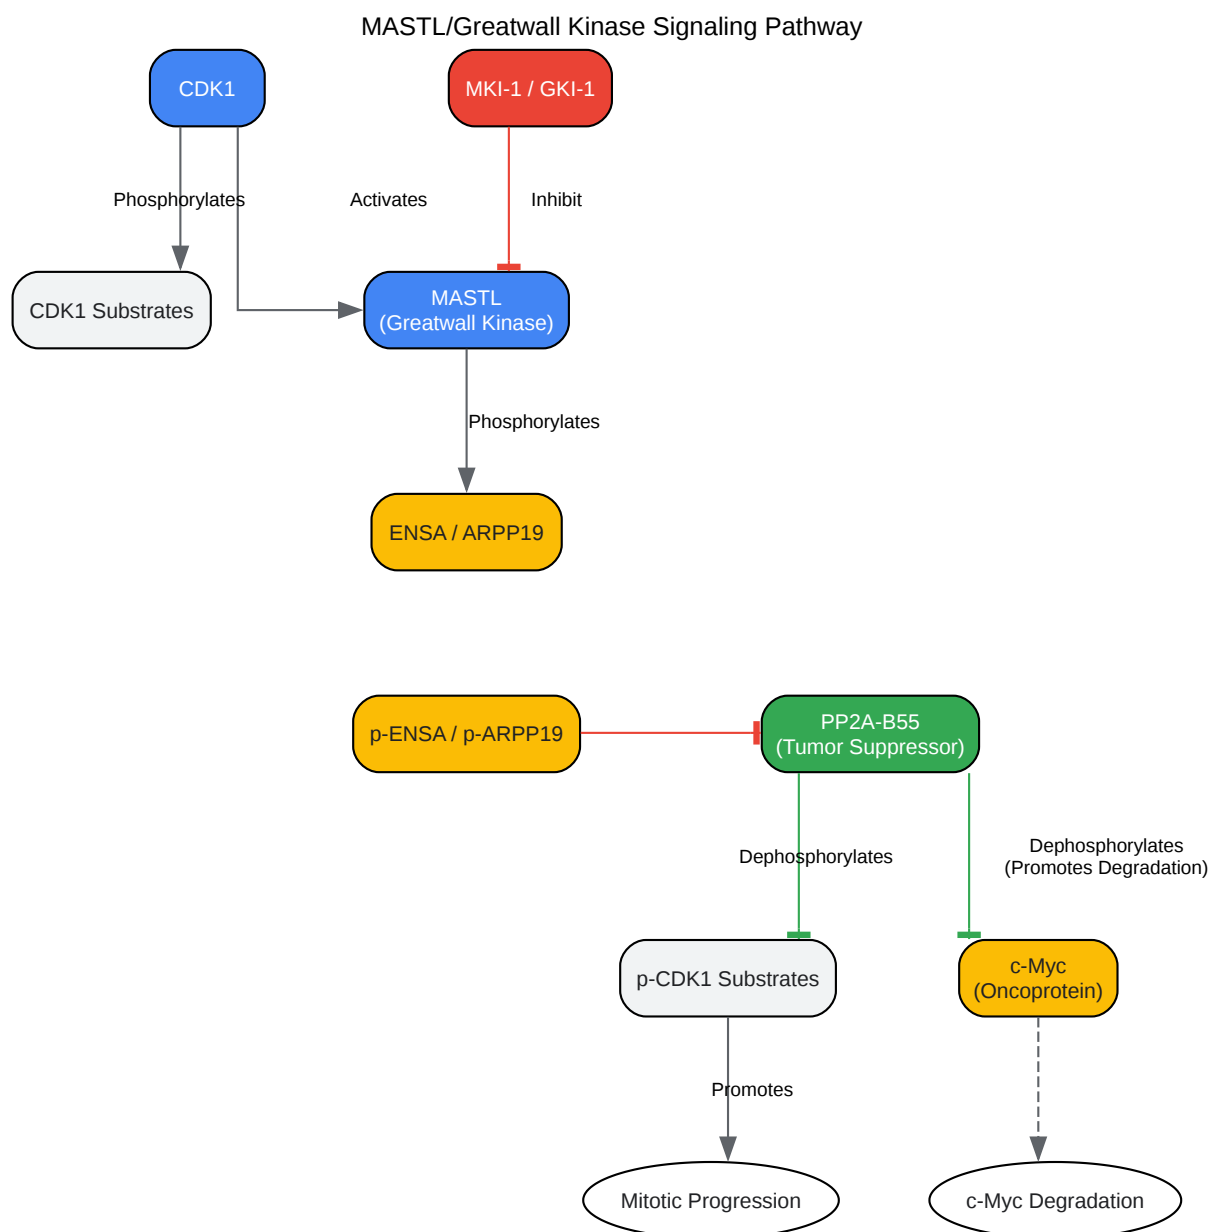 MASTL/Greatwall Kinase Signaling Pathway
CDK1
MKI-1 / GKI-1
Phosphorylates
Activates
Inhibit
CDK1 Substrates
MASTL
(Greatwall Kinase)
Phosphorylates
ENSA / ARPP19
p-ENSA / p-ARPP19
PP2A-B55
(Tumor Suppressor)
Dephosphorylates
Dephosphorylates
(Promotes Degradation)
p-CDK1 Substrates
c-Myc
(Oncoprotein)
Promotes
Mitotic Progression
c-Myc Degradation